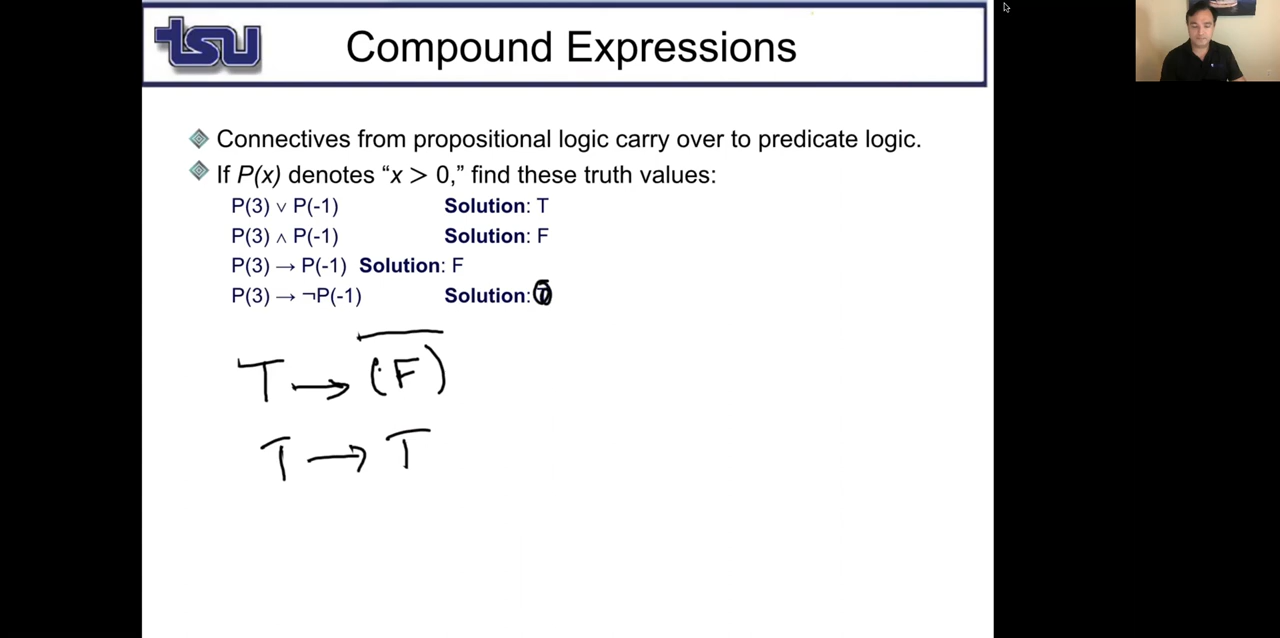 tsu
Compound Expressions
Connectives from propositional logic carry over to predicate logic.
If P(x) denotes “x > 0,” find these truth values:
P(3) ∨ P(-1) Solution: T
P(3) ∧ P(-1) Solution: F
P(3) → P(-1) Solution: F
P(3) → ¬P(-1) Solution:
T → (F)
T → T